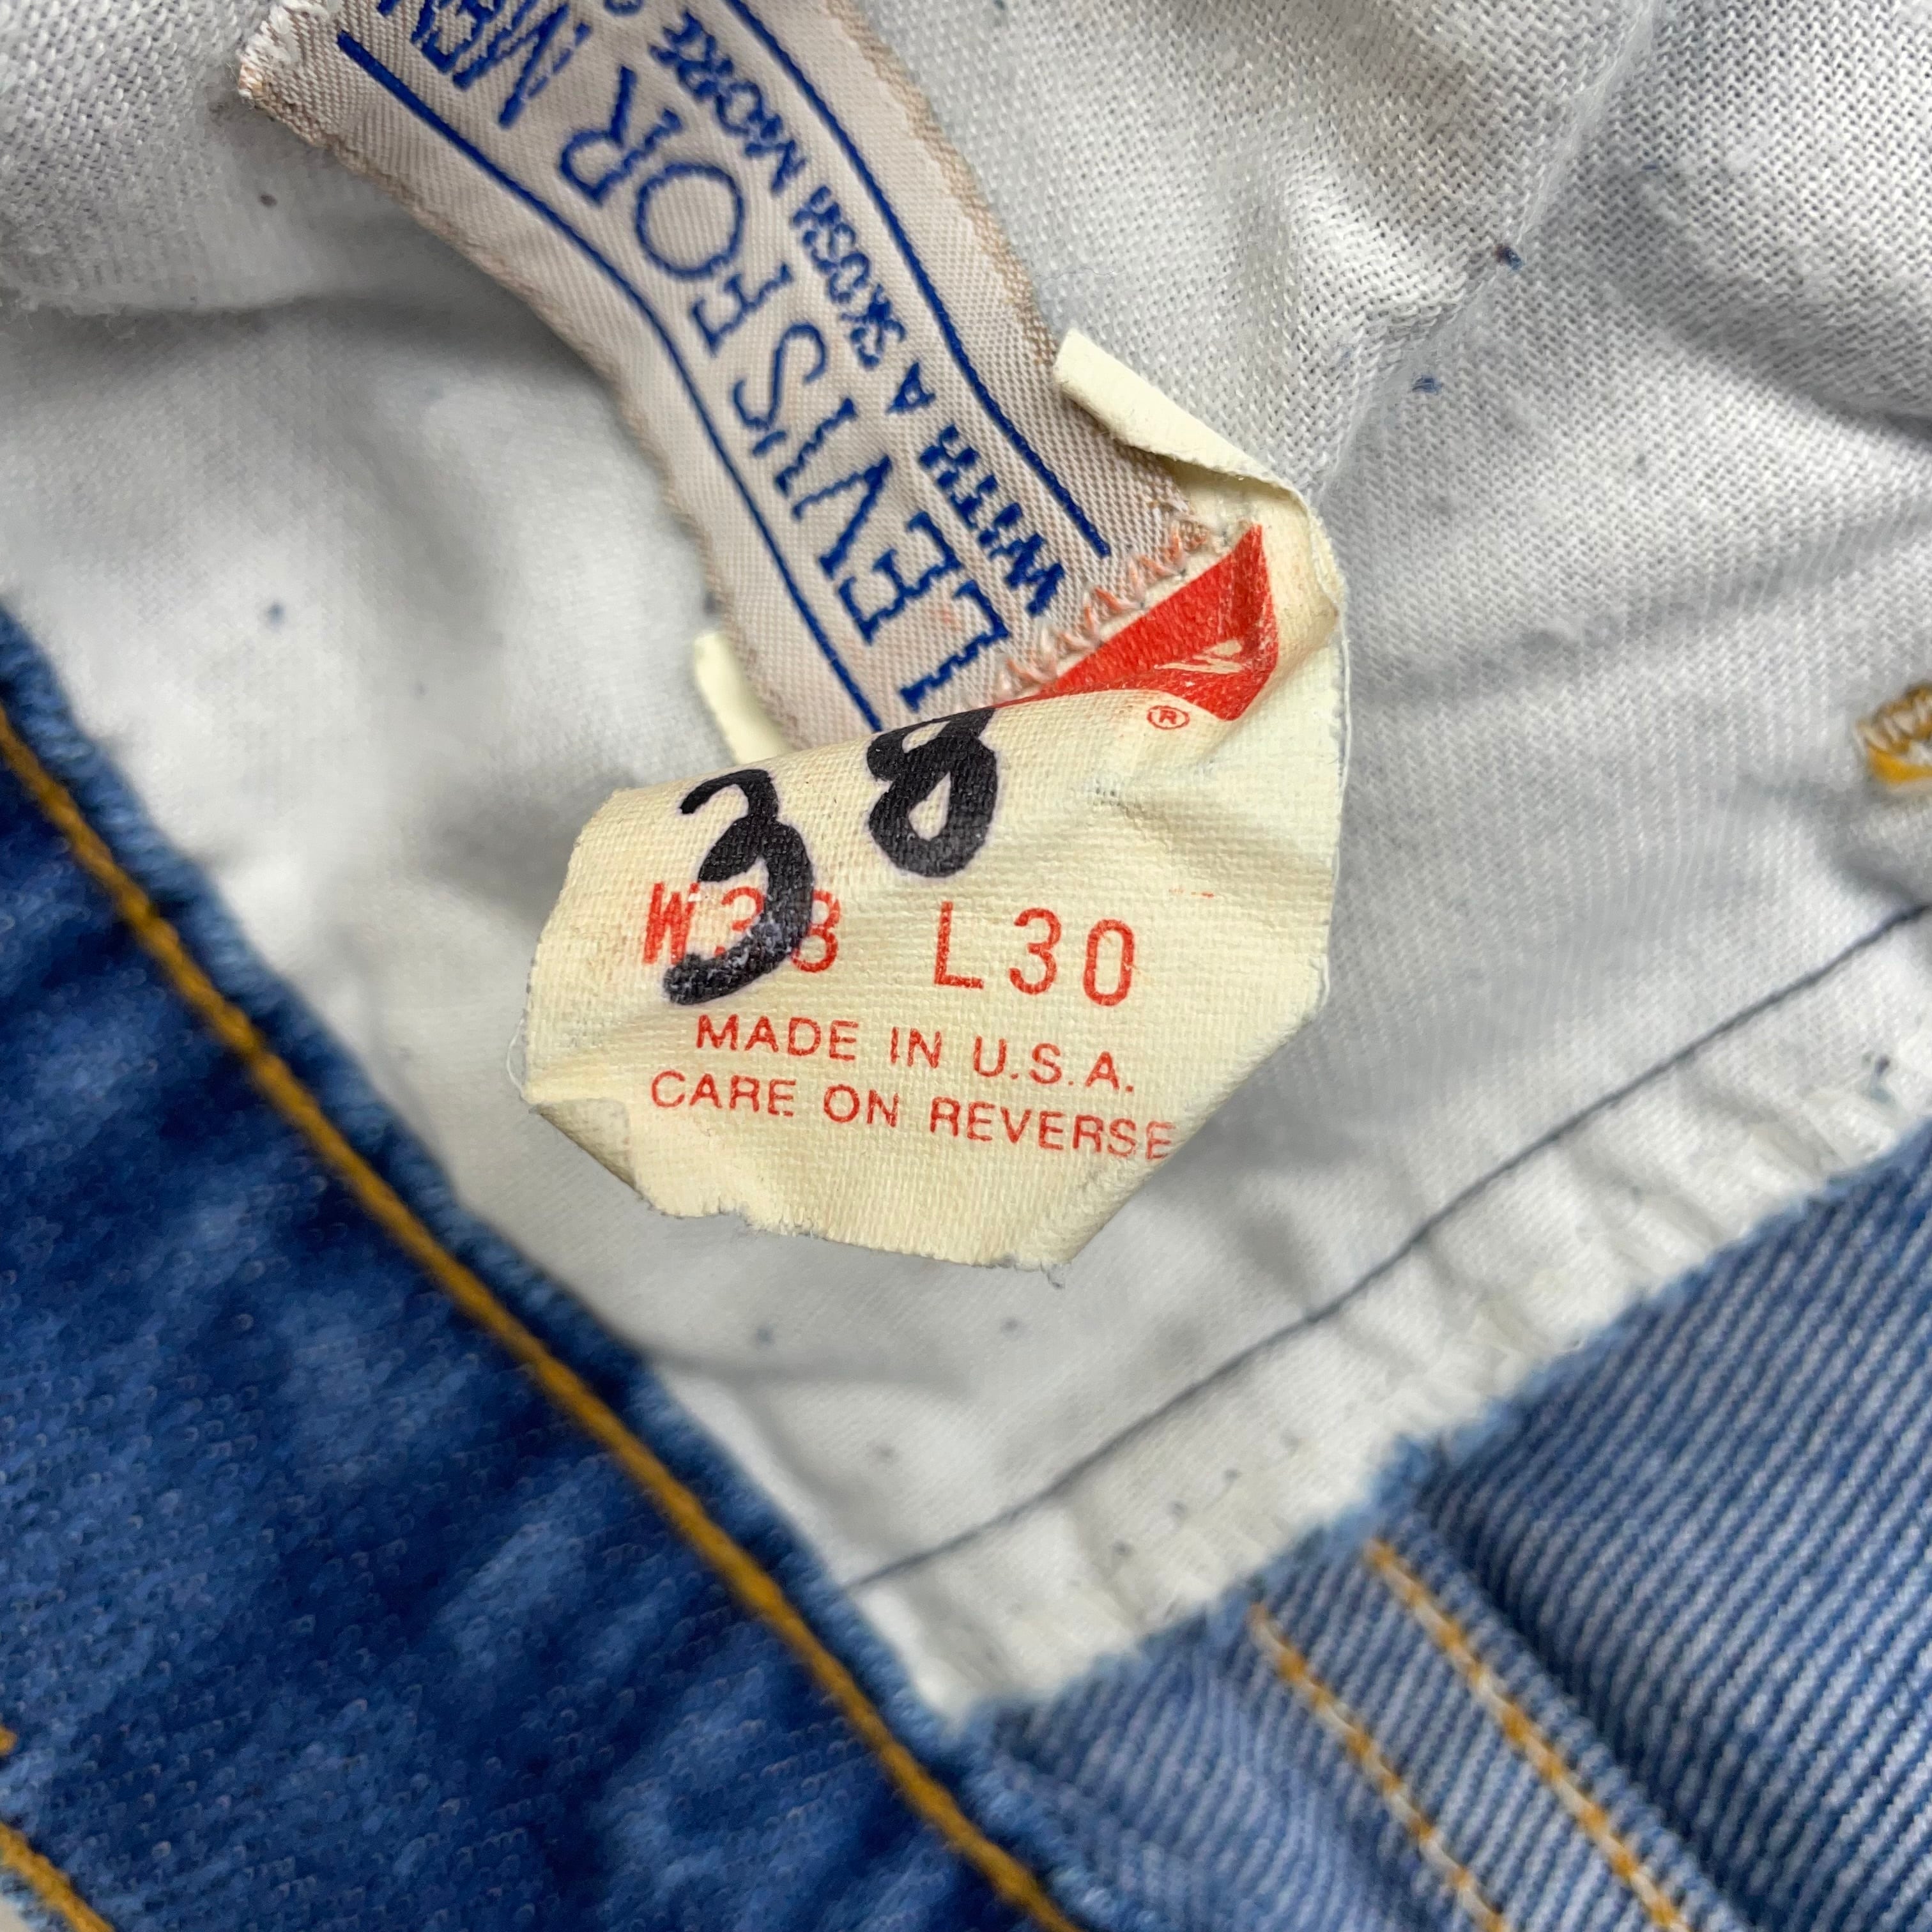 LEVI'S FOR MEN
WITH A SKOSH MORE
®
38
W38 L30
MADE IN U.S.A.
CARE ON REVERSE